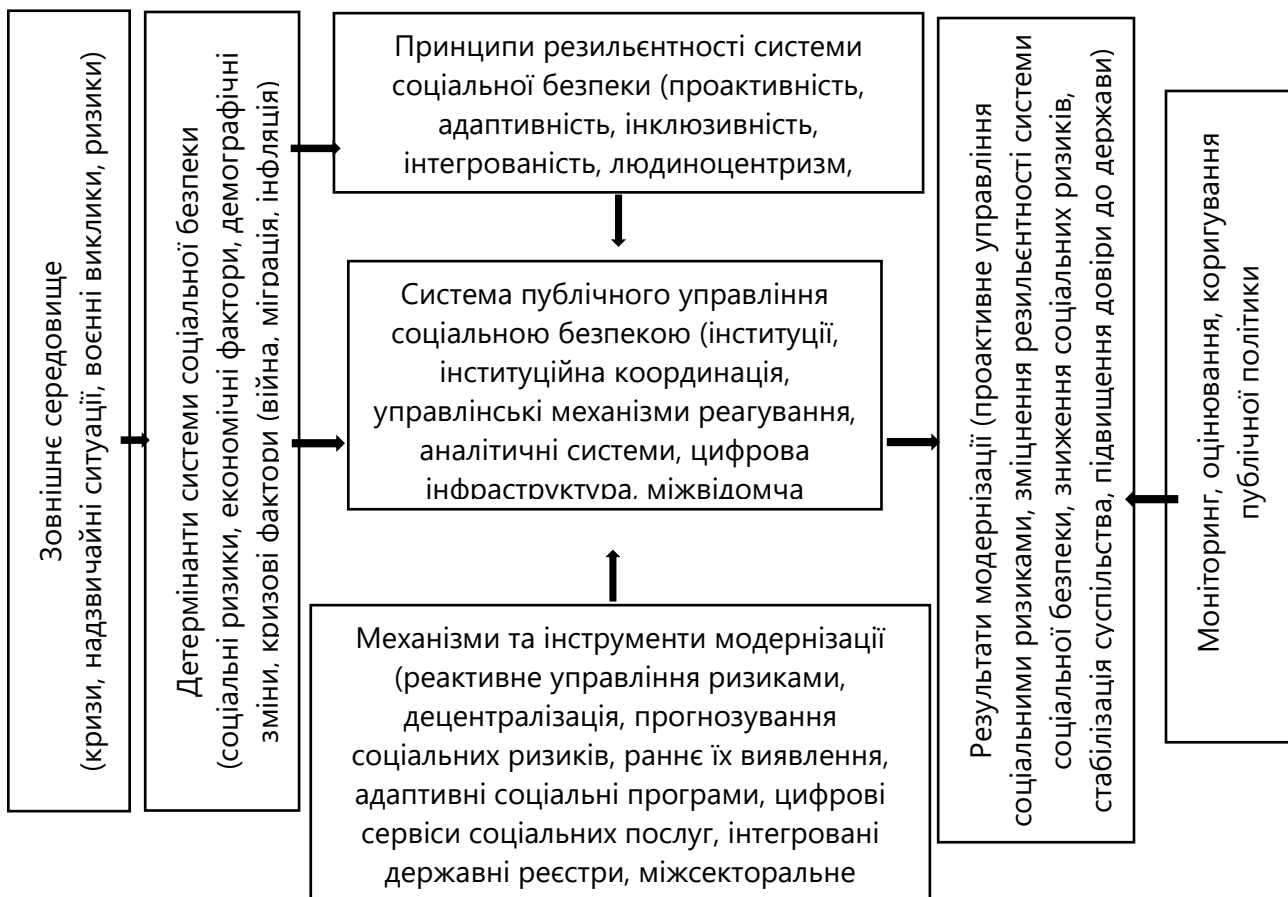 Зовнішнє середовище
(кризи, надзвичайні ситуації, воєнні виклики, ризики)
Детермінанти системи соціальної безпеки
(соціальні ризики, економічні фактори, демографічні
зміни, кризові фактори (війна, міграція, інфляція)
Принципи резильєнтності системи
соціальної безпеки (проактивність,
адаптивність, інклюзивність,
інтегрованість, людиноцентризм,
Система публічного управління
соціальною безпекою (інституції,
інституційна координація,
управлінські механізми реагування,
аналітичні системи, цифрова
інфраструктура, міжвідомча
Механізми та інструменти модернізації
(реактивне управління ризиками,
децентралізація, прогнозування
соціальних ризиків, раннє їх виявлення,
адаптивні соціальні програми, цифрові
сервіси соціальних послуг, інтегровані
державні реєстри, міжсекторальне
Результати модернізації (проактивне управління
соціальними ризиками, зміцнення резильєнтності системи
соціальної безпеки, зниження соціальних ризиків,
стабілізація суспільства, підвищення довіри до держави)
Моніторинг, оцінювання, коригування
публічної політики